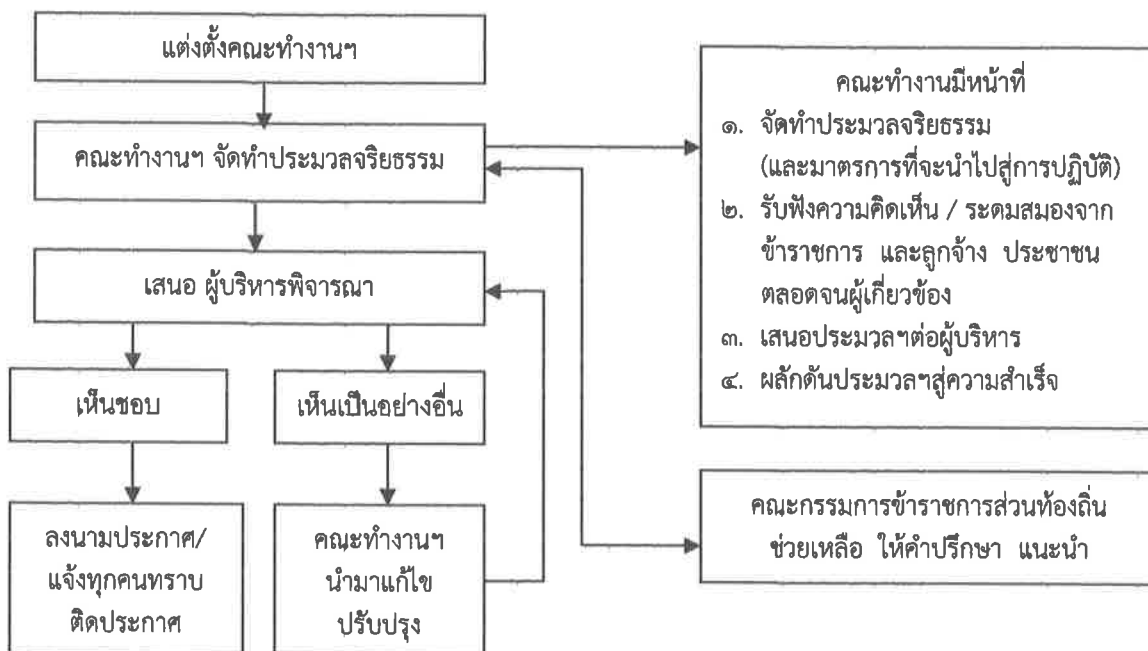 แต่งตั้งคณะทำงานฯ
คณะทำงานฯ จัดทำประมวลจริยธรรม
เสนอ ผู้บริหารพิจารณา
เห็นชอบ
เห็นเป็นอย่างอื่น
ลงนามประกาศ/
แจ้งทุกคนทราบ
ติดประกาศ
คณะทำงานฯ
นำมาแก้ไข
ปรับปรุง
คณะทำงานมีหน้าที่
๑. จัดทำประมวลจริยธรรม
(และมาตรการที่จะนำไปสู่การปฏิบัติ)
๒. รับฟังความคิดเห็น / ระดมสมองจาก
ข้าราชการ และลูกจ้าง ประชาชน
ตลอตจนผู้เกี่ยวข้อง
๓. เสนอประมวลฯต่อผู้บริหาร
๔. ผลักดันประมวลฯสู่ความสำเร็จ
คณะกรรมการข้าราชการส่วนท้องถิ่น
ช่วยเหลือ ให้คำปรึกษา แนะนำ